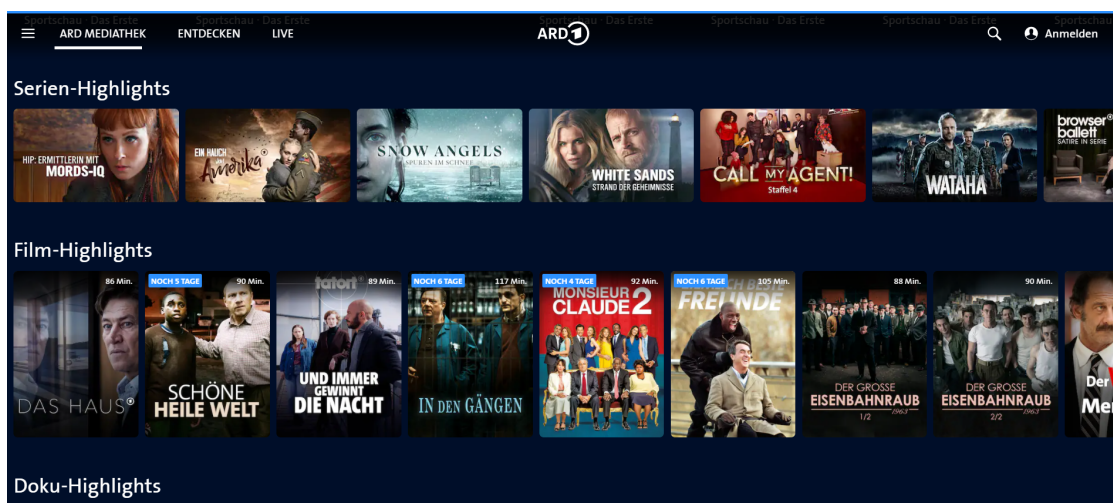 Sportschau · Das Erste Sportschau · Das Erste Sportschau · Das Erste Sportschau · Das Erste Sportschau · Das Erste Sportschau
ARD MEDIATHEK ENTDECKEN LIVE ARD 1 Anmelden
Serien-Highlights
HIP: ERMITTLERIN MIT
MORDS-IQ
EIN HAUCH
von
Amerika
SNOW ANGELS
SPUREN IM SCHNEE
WHITE SANDS
STRAND DER GEHEIMNISSE
CALL MY AGENT!
Staffel 4
WATAHA
browser
ballett
SATIRE IN SERIE
Film-Highlights
86 Min.
DAS HAUS
NOCH 5 TAGE 90 Min.
SCHÖNE
HEILE WELT
tatort 89 Min.
UND IMMER
GEWINNT
DIE NACHT
NOCH 6 TAGE 117 Min.
IN DEN GÄNGEN
NOCH 4 TAGE 92 Min.
MONSIEUR
CLAUDE 2
NOCH 6 TAGE 105 Min.
BESTE
FREUNDE
88 Min.
DER GROSSE
EISENBAHNRAUB
1963
1/2
90 Min.
DER GROSSE
EISENBAHNRAUB
1963
2/2
Der
Doku-Highlights